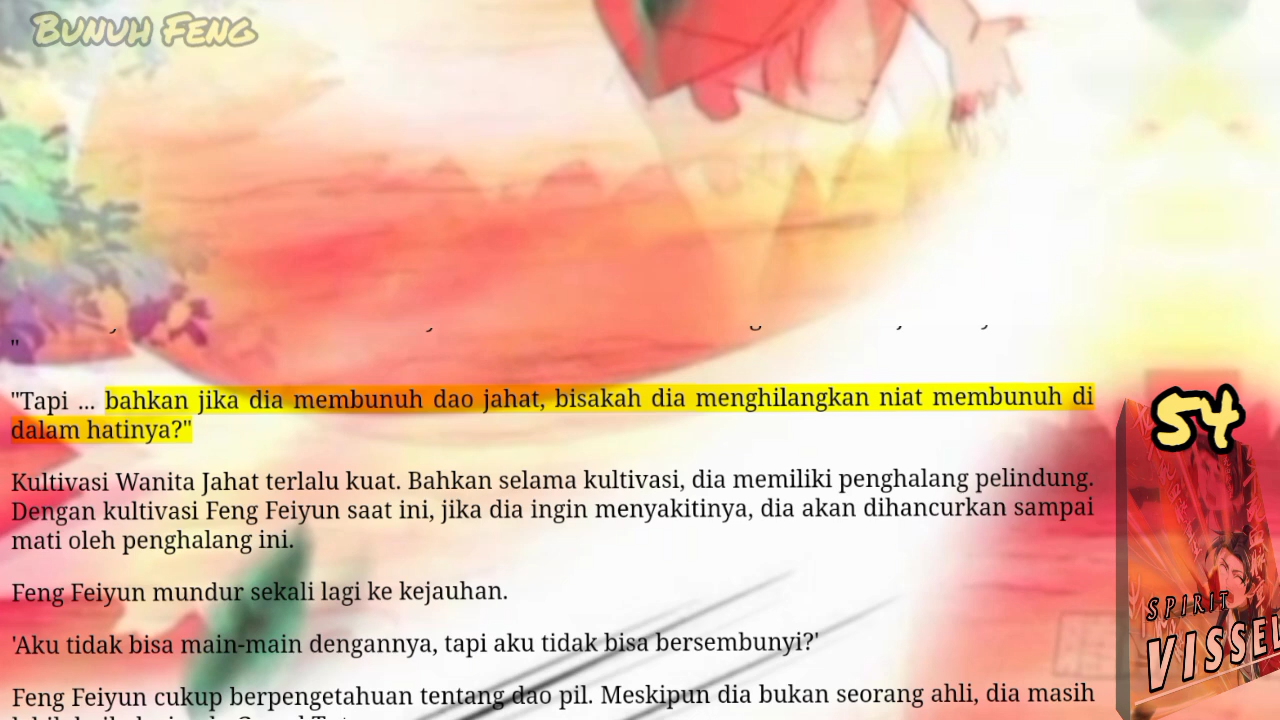 Bunuh Feng
"
"Tapi ... bahkan jika dia membunuh dao jahat, bisakah dia menghilangkan niat membunuh di
dalam hatinya?"
Kultivasi Wanita Jahat terlalu kuat. Bahkan selama kultivasi, dia memiliki penghalang pelindung.
Dengan kultivasi Feng Feiyun saat ini, jika dia ingin menyakitinya, dia akan dihancurkan sampai
mati oleh penghalang ini.
Feng Feiyun mundur sekali lagi ke kejauhan.
'Aku tidak bisa main-main dengannya, tapi aku tidak bisa bersembunyi?'
Feng Feiyun cukup berpengetahuan tentang dao pil. Meskipun dia bukan seorang ahli, dia masih
54
SPIRIT
VISSEL